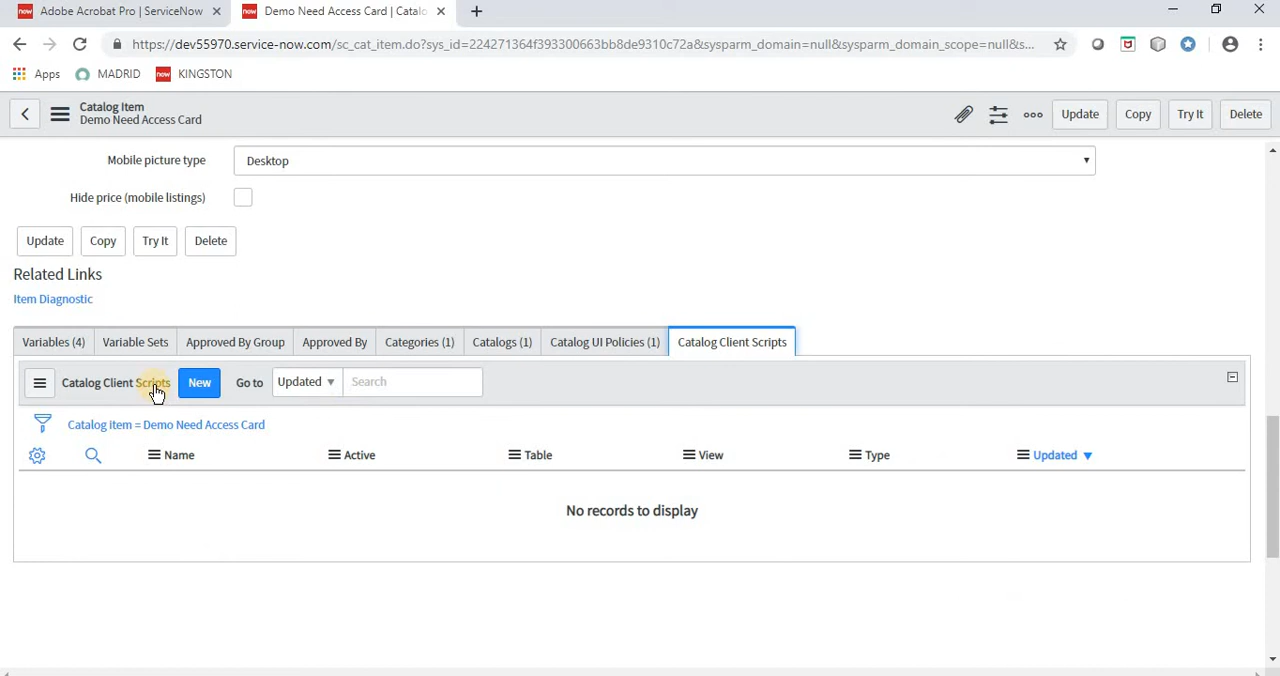 now Adobe Acrobat Pro | ServiceNow
now Demo Need Access Card | Catalo
https://dev55970.service-now.com/sc_cat_item.do?sys_id=224271364f393300663bb8de9310c72a&sysparm_domain=null&sysparm_domain_scope=null&s...
Apps MADRID now KINGSTON
Catalog Item
Demo Need Access Card
Update Copy Try It Delete
Mobile picture type Desktop
Hide price (mobile listings)
Update Copy Try It Delete
Related Links
Item Diagnostic
Variables (4) Variable Sets Approved By Group Approved By Categories (1) Catalogs (1) Catalog UI Policies (1) Catalog Client Scripts
Catalog Client Scripts New Go to Updated Search
Catalog item = Demo Need Access Card
Name Active Table View Type Updated
No records to display